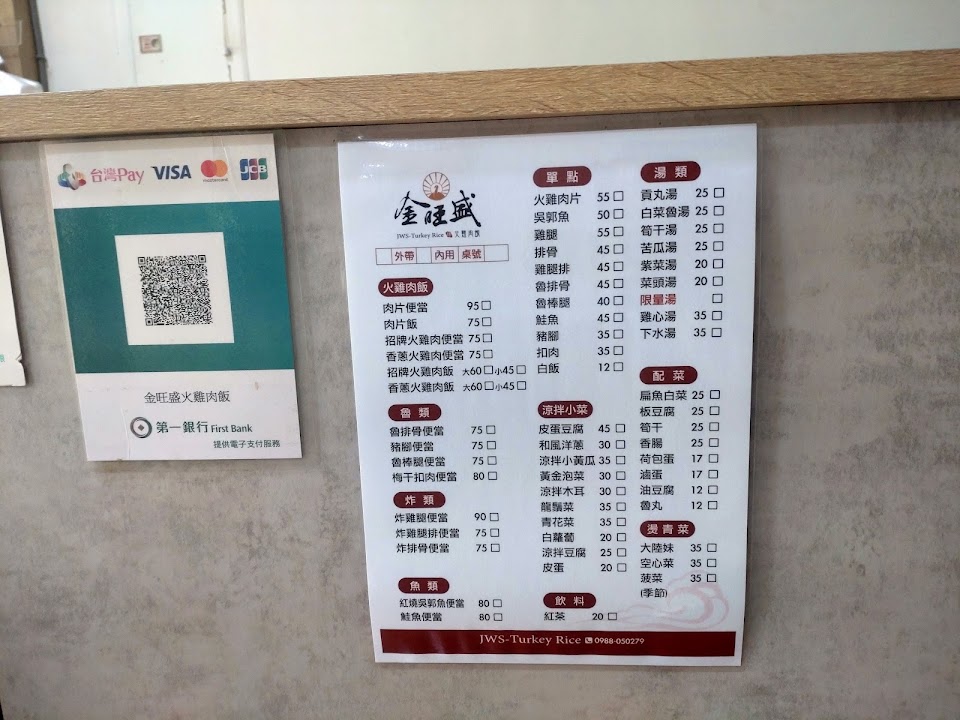 台灣Pay VISA mastercard JCB
金旺盛火雞肉飯
第一銀行 First Bank
提供電子支付服務
金旺盛
JWS-Turkey Rice 火雞肉飯
外帶 內用 桌號
火雞肉飯
肉片便當 95
肉片飯 75
招牌火雞肉便當 75
香蔥火雞肉便當 75
招牌火雞肉飯 大60 小45
香蔥火雞肉飯 大60 小45
魯類
魯排骨便當 75
豬腳便當 75
魯棒腿便當 75
梅干扣肉便當 80
炸類
炸雞腿便當 90
炸雞腿排便當 75
炸排骨便當 75
魚類
紅燒吳郭魚便當 80
鮭魚便當 80
單點
火雞肉片 55
吳郭魚 50
雞腿 55
排骨 45
雞腿排 45
魯排骨 45
魯棒腿 40
鮭魚 45
豬腳 35
扣肉 35
白飯 12
涼拌小菜
皮蛋豆腐 45
和風洋蔥 30
涼拌小黃瓜 35
黃金泡菜 30
涼拌木耳 30
龍鬚菜 35
青花菜 35
白蘿蔔 20
涼拌豆腐 25
皮蛋 20
飲料
紅茶 20
湯類
貢丸湯 25
白菜魯湯 25
筍干湯 25
苦瓜湯 25
紫菜湯 20
菜頭湯 20
限量湯
雞心湯 35
下水湯 35
配菜
扁魚白菜 25
板豆腐 25
筍干 25
香腸 25
荷包蛋 17
滷蛋 17
油豆腐 12
魯丸 12
燙青菜
大陸妹 35
空心菜 35
菠菜 35
(季節)
JWS-Turkey Rice 0988-050279